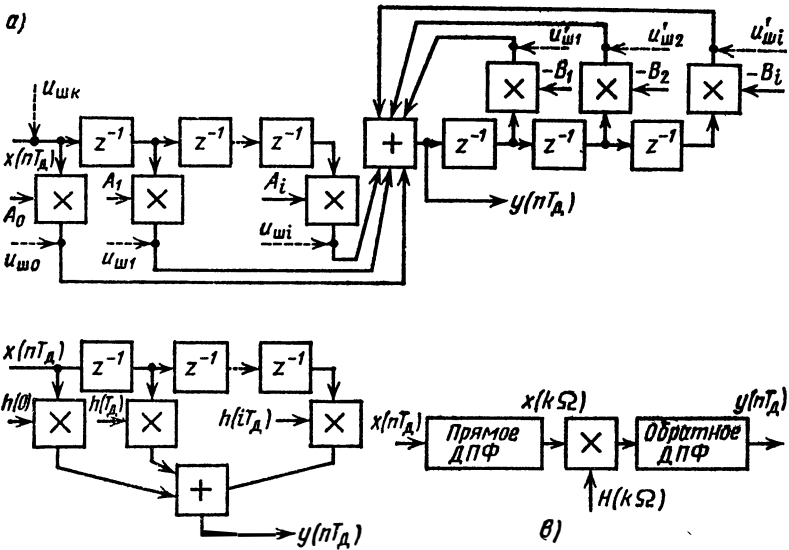 а)
u'ш1
u'ш2
u'шi
-B1
-B2
-Bi
×
×
×
uшк
x(nTд)
z⁻¹
z⁻¹
z⁻¹
+
z⁻¹
z⁻¹
z⁻¹
A0
×
A1
×
Ai
×
y(nTд)
uш0
uш1
uшi
x(nTд)
z⁻¹
z⁻¹
z⁻¹
h(0)
×
h(Tд)
×
h(iTд)
×
+
y(nTд)
x(nTд)
Прямое
ДПФ
x(kΩ)
×
H(kΩ)
Обратное
ДПФ
y(nTд)
в)